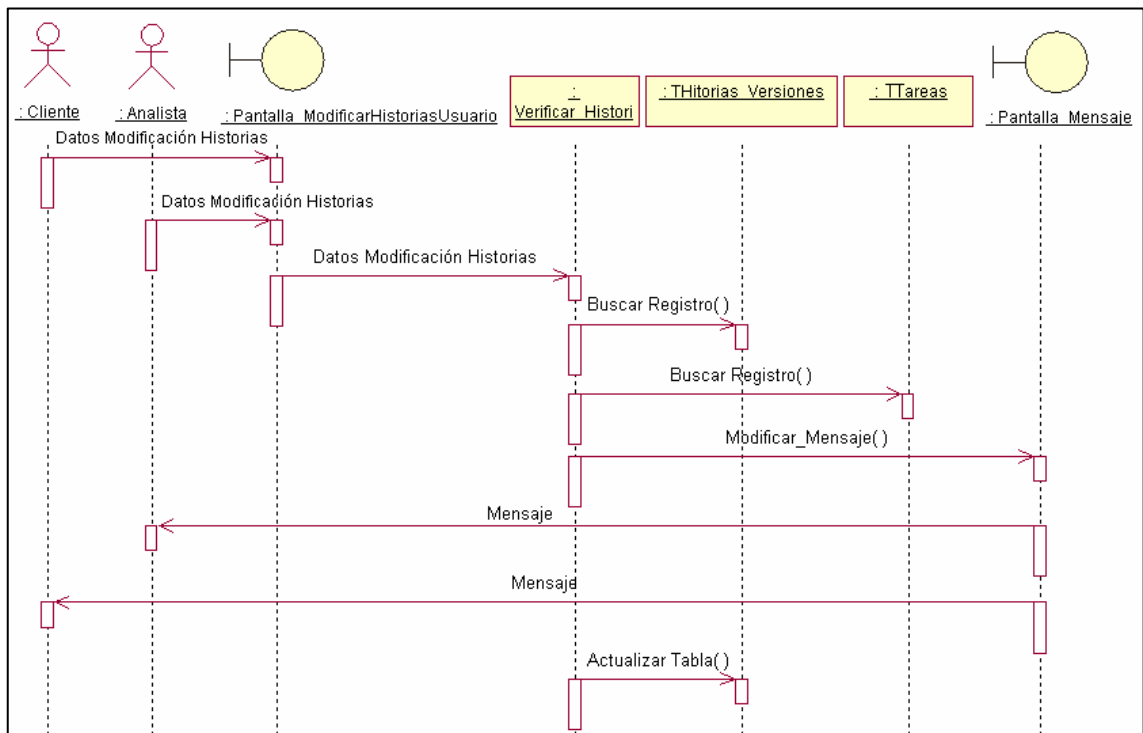 : Cliente
: Analista
: Pantalla_ModificarHistoriasUsuario
:
Verificar_Histori
: THitorias_Versiones
: TTareas
: Pantalla_Mensaje
Datos Modificación Historias
Datos Modificación Historias
Datos Modificación Historias
Buscar Registro( )
Buscar Registro( )
Modificar_Mensaje( )
Mensaje
Mensaje
Actualizar Tabla( )